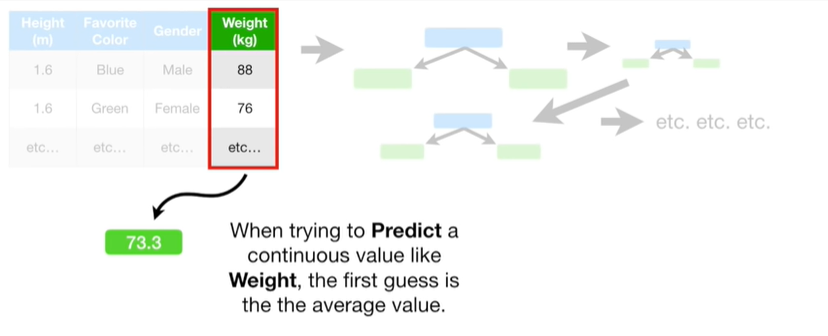 Height (m) Favorite Color Gender Weight (kg)
1.6 Blue Male 88
1.6 Green Female 76
etc... etc... etc... etc...
etc. etc. etc.
73.3
When trying to Predict a
continuous value like
Weight, the first guess is
the the average value.